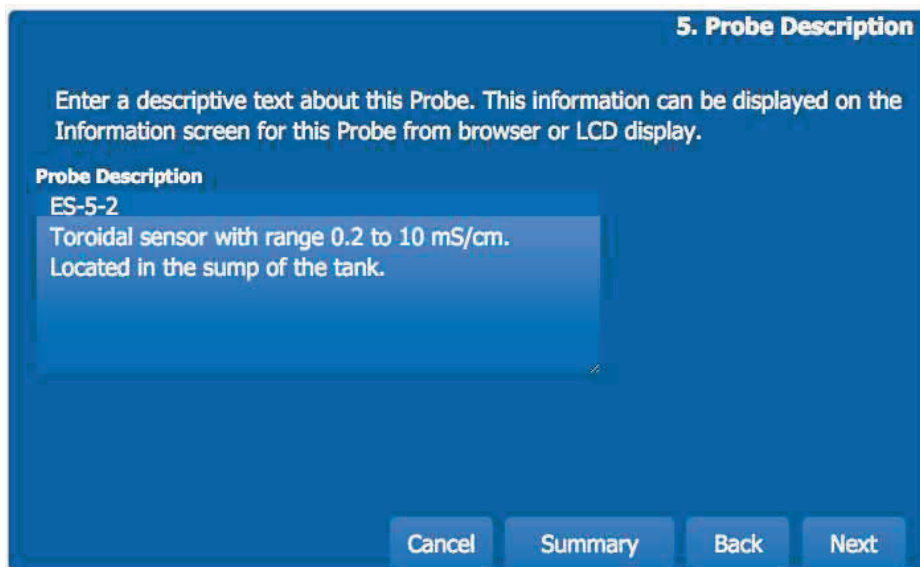 5. Probe Description
Enter a descriptive text about this Probe. This information can be displayed on the
Information screen for this Probe from browser or LCD display.
Probe Description
ES-5-2
Toroidal sensor with range 0.2 to 10 mS/cm.
Located in the sump of the tank.
Cancel Summary Back Next